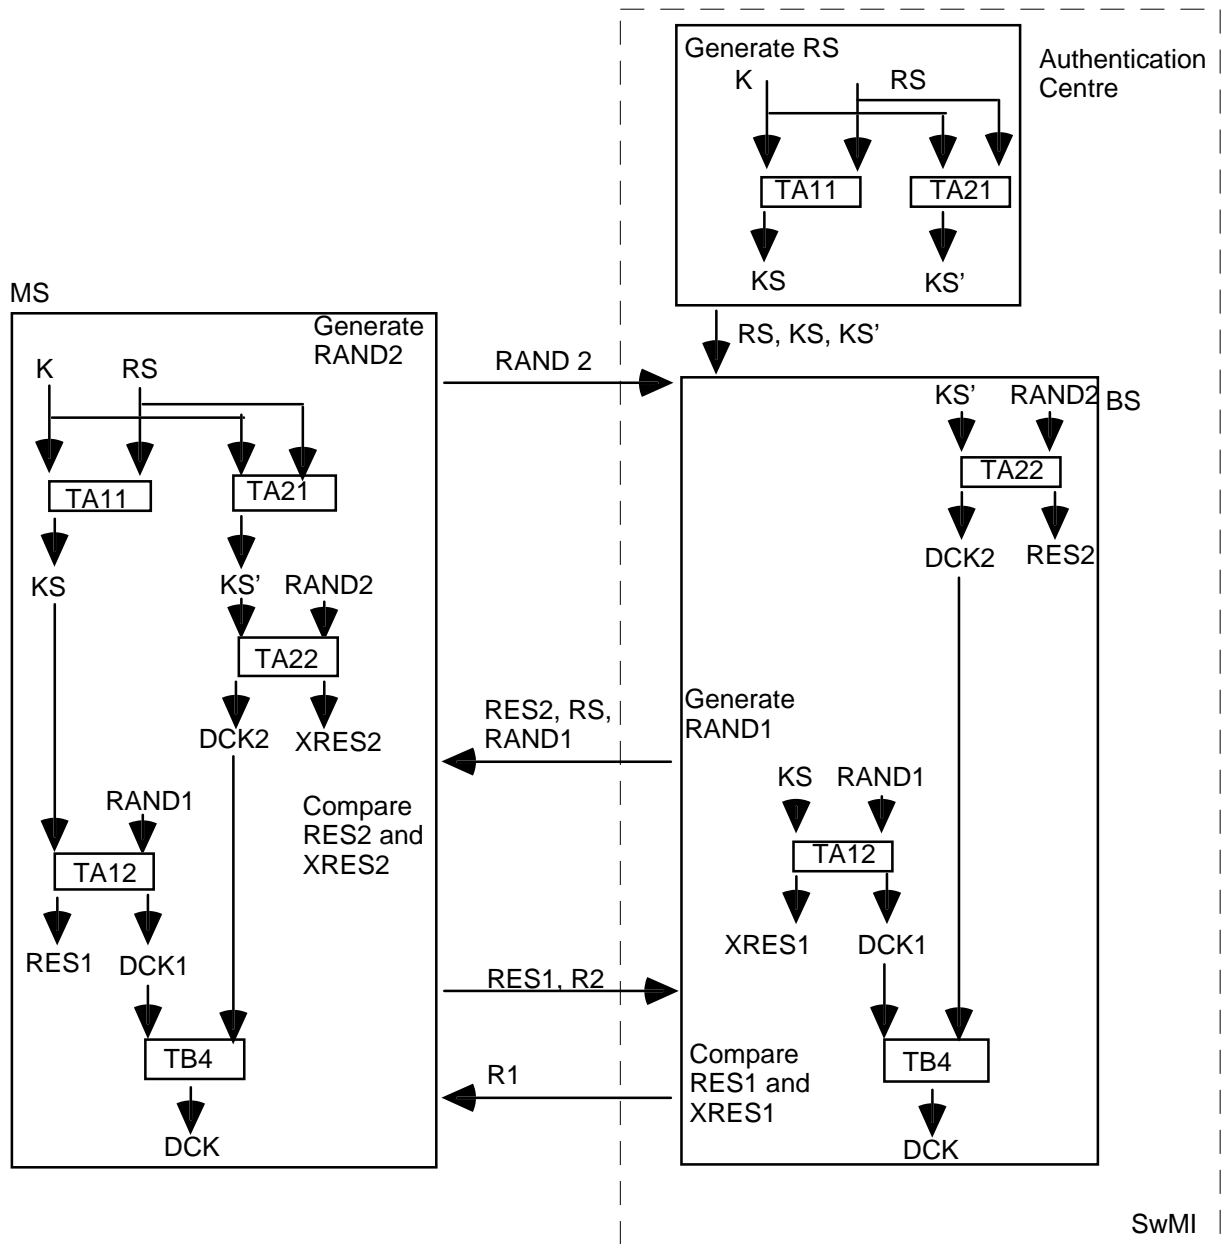 Generate RS
K
RS
Authentication
Centre
TA11
TA21
KS
KS’
RS, KS, KS’
MS
Generate
RAND2
K
RS
TA11
TA21
KS
KS’
RAND2
TA22
DCK2
XRES2
RAND1
Compare
RES2 and
XRES2
TA12
RES1
DCK1
TB4
DCK
RAND 2
RES2, RS,
RAND1
RES1, R2
R1
BS
KS’
RAND2
TA22
DCK2
RES2
Generate
RAND1
KS
RAND1
TA12
XRES1
DCK1
Compare
RES1 and
XRES1
TB4
DCK
SwMI